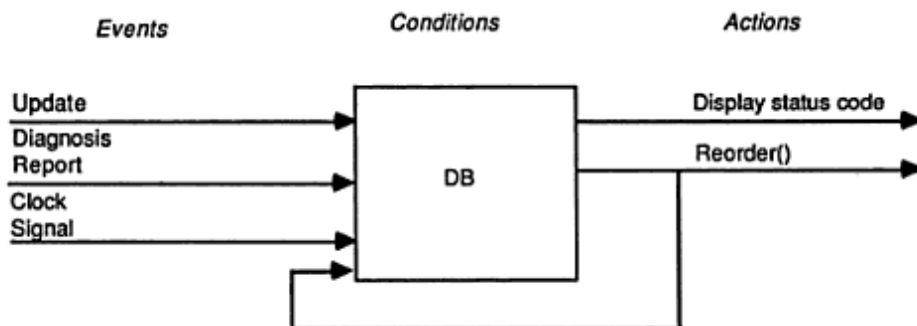 Events
Conditions
Actions
Update
Diagnosis
Report
Clock
Signal
DB
Display status code
Reorder()